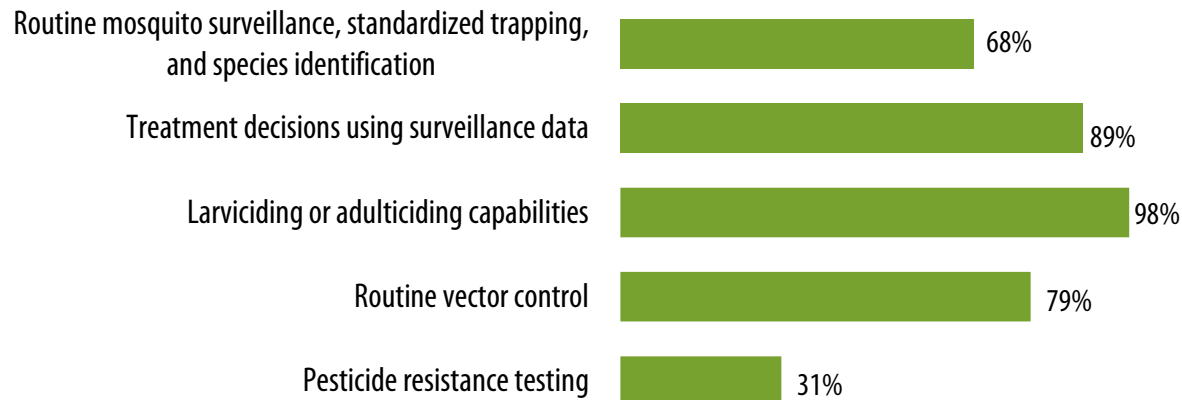 Routine mosquito surveillance, standardized trapping,
and species identification
68%
Treatment decisions using surveillance data
89%
Larviciding or adulticiding capabilities
98%
Routine vector control
79%
Pesticide resistance testing
31%